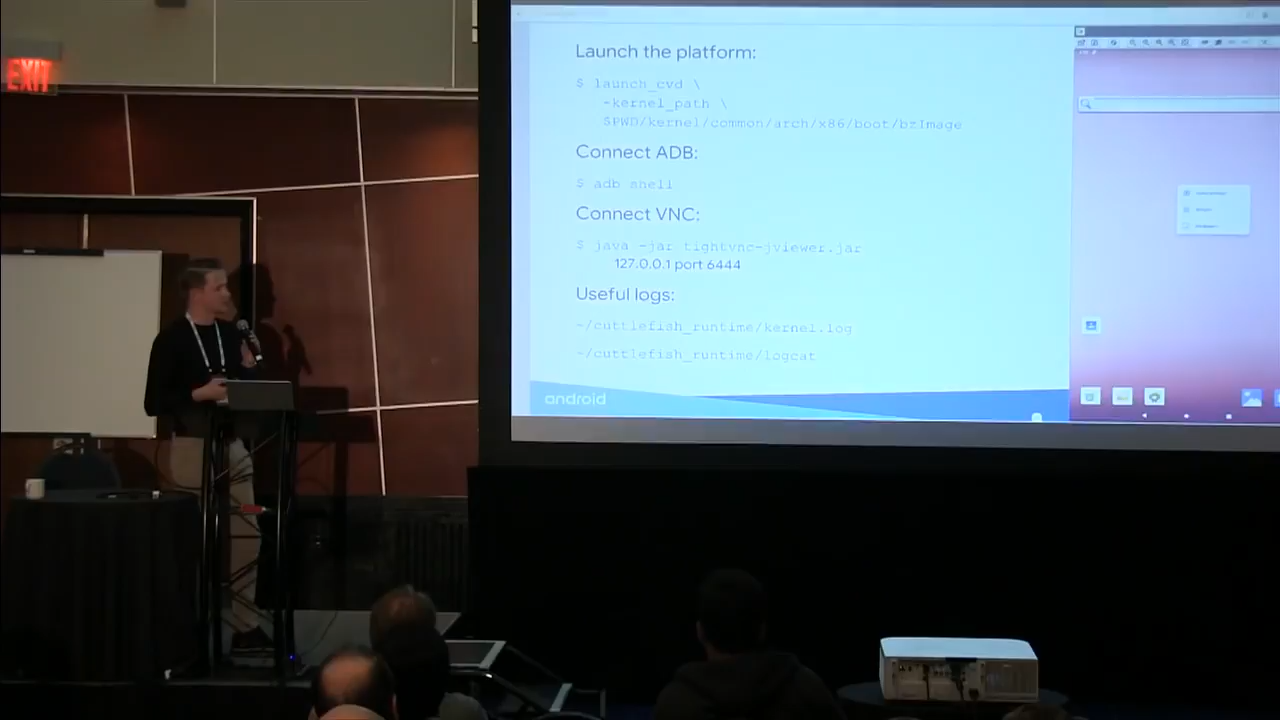 EXIT
Launch the platform:
$ launch_cvd \
-kernel_path \
$PWD/kernel/common/arch/x86/boot/bzImage
Connect ADB:
$ adb shell
Connect VNC:
$ java -jar tightvnc-jviewer.jar
127.0.0.1 port 6444
Useful logs:
~/cuttlefish_runtime/kernel.log
~/cuttlefish_runtime/logcat
android